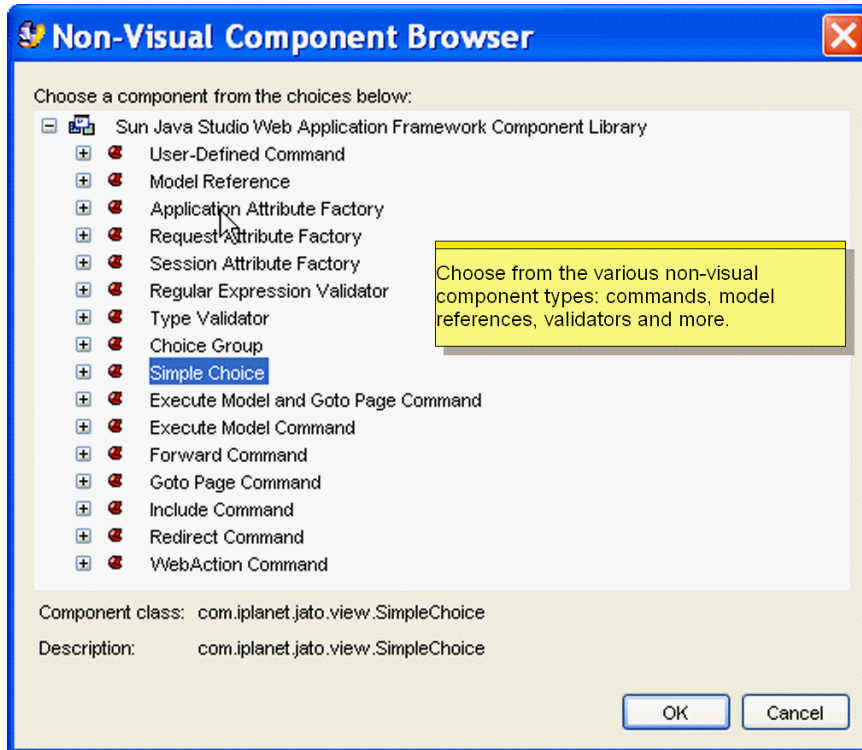 Non-Visual Component Browser
Choose a component from the choices below:
Sun Java Studio Web Application Framework Component Library
User-Defined Command
Model Reference
Application Attribute Factory
Request Attribute Factory
Session Attribute Factory
Regular Expression Validator
Type Validator
Choice Group
Simple Choice
Execute Model and Goto Page Command
Execute Model Command
Forward Command
Goto Page Command
Include Command
Redirect Command
WebAction Command
Choose from the various non-visual
component types: commands, model
references, validators and more.
Component class: com.iplanet.jato.view.SimpleChoice
Description: com.iplanet.jato.view.SimpleChoice
OK
Cancel